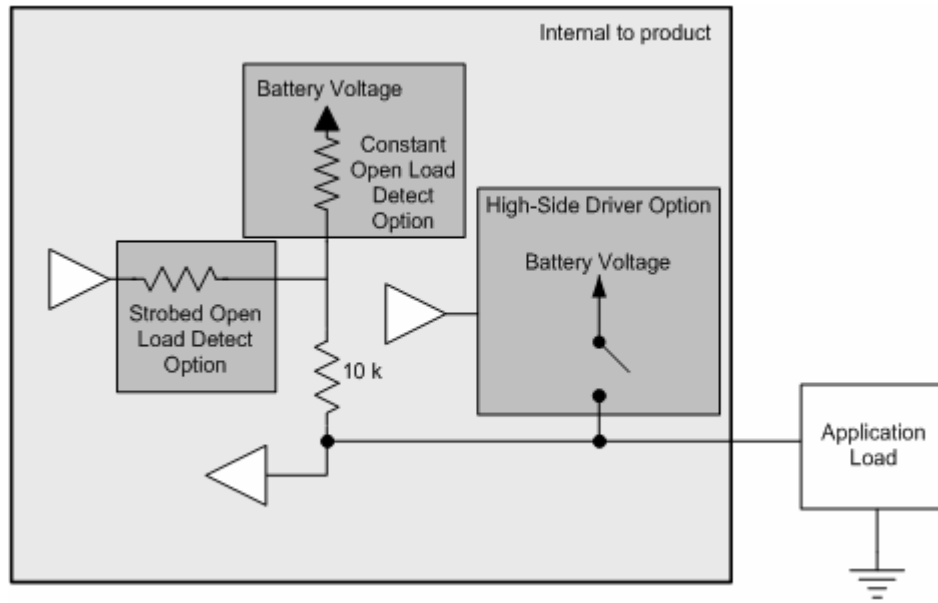 Internal to product
Battery Voltage
Constant
Open Load
Detect
Option
High-Side Driver Option
Battery Voltage
Strobed Open
Load Detect
Option
10 k
Application
Load